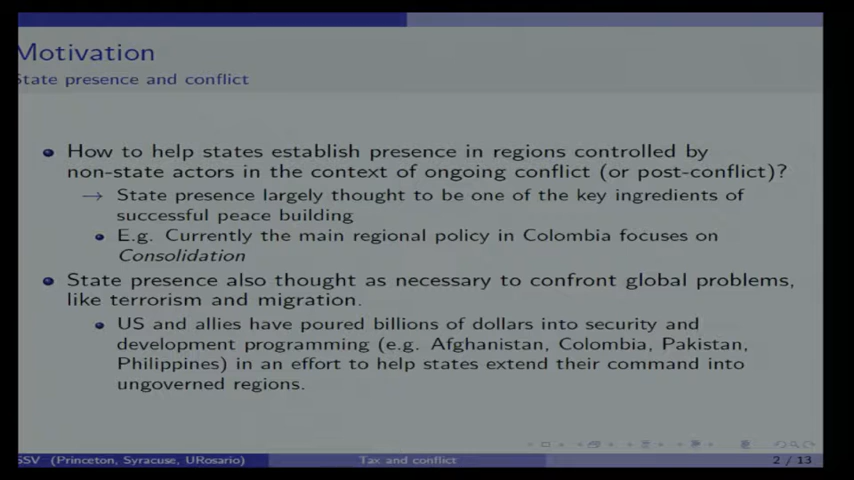 Motivation
State presence and conflict
How to help states establish presence in regions controlled by
non-state actors in the context of ongoing conflict (or post-conflict)?
→ State presence largely thought to be one of the key ingredients of
successful peace building
E.g. Currently the main regional policy in Colombia focuses on
Consolidation
State presence also thought as necessary to confront global problems,
like terrorism and migration.
US and allies have poured billions of dollars into security and
development programming (e.g. Afghanistan, Colombia, Pakistan,
Philippines) in an effort to help states extend their command into
ungoverned regions.
SSV (Princeton, Syracuse, URosario) Tax and conflict 2 / 13